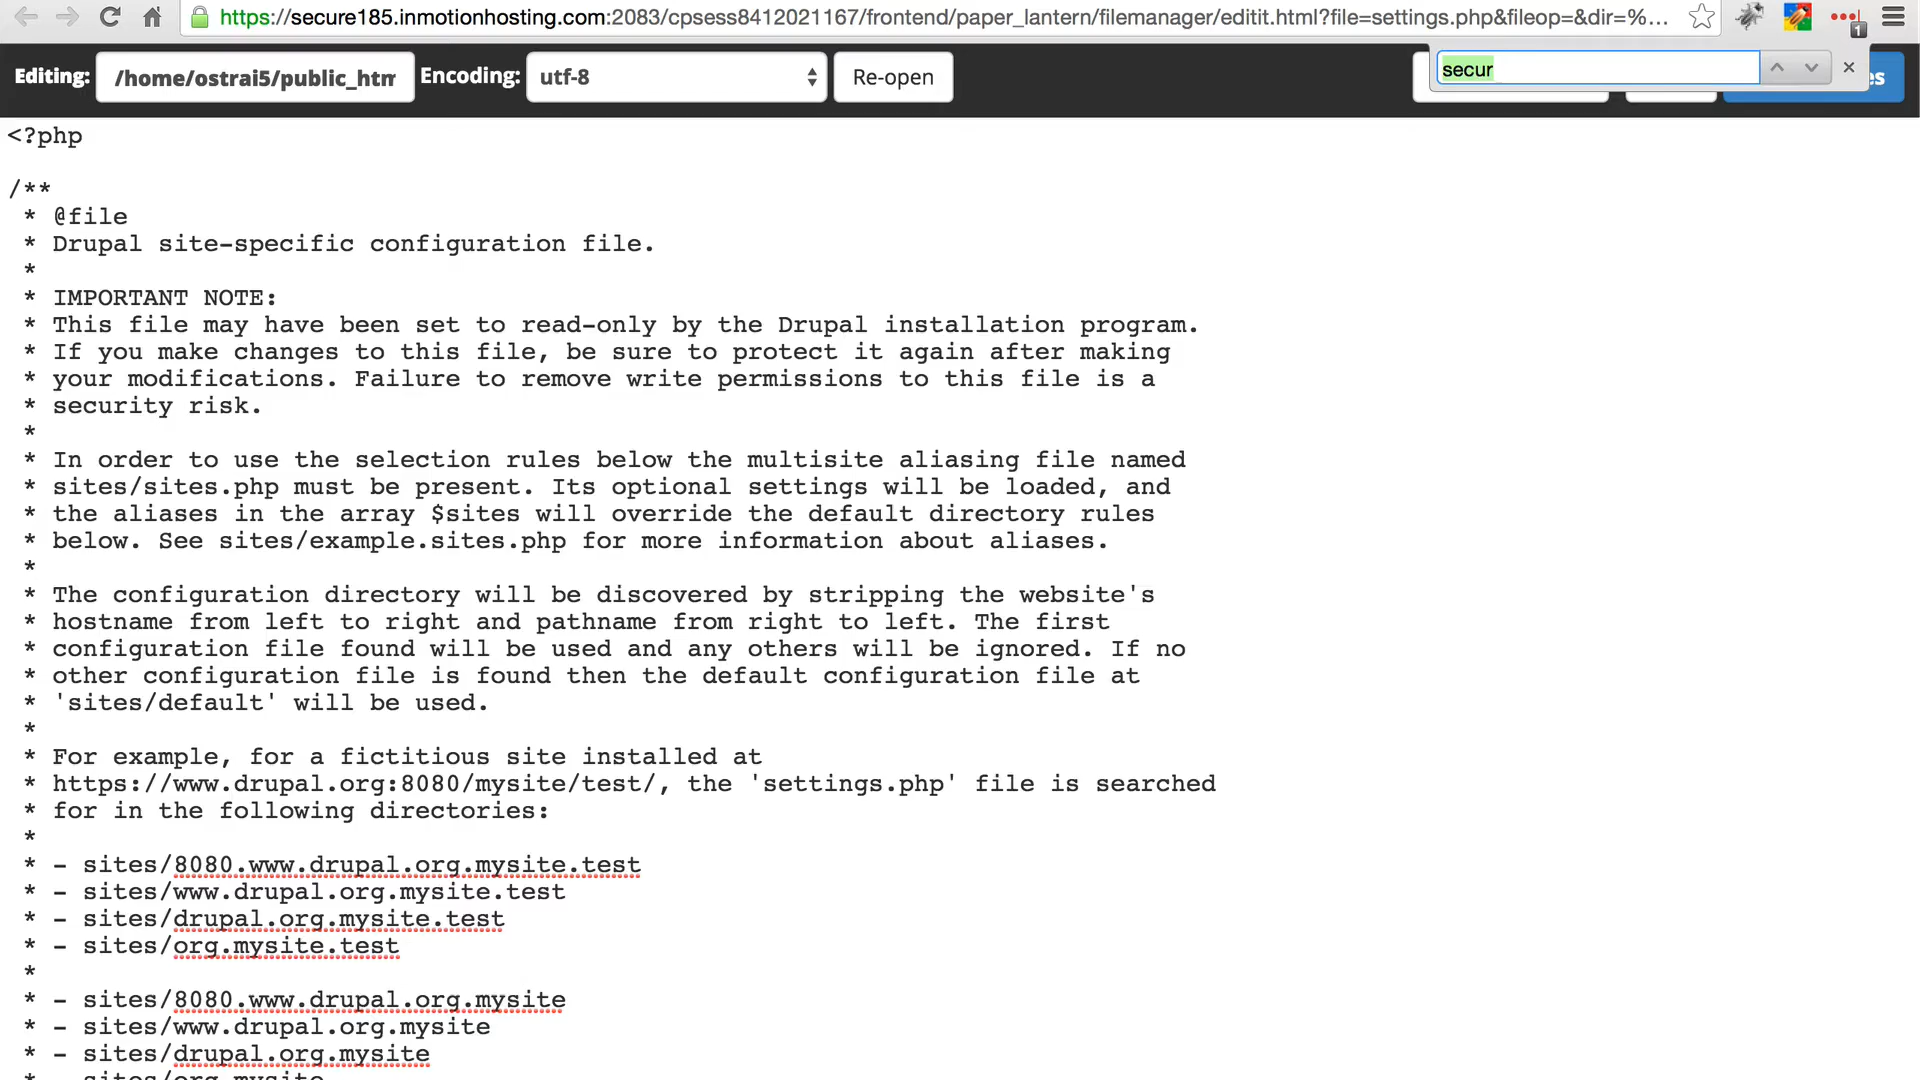 https://secure185.inmotionhosting.com:2083/cpsess8412021167/frontend/paper_lantern/filemanager/editit.html?file=settings.php&fileop=&dir=%...
1
Editing: /home/ostrai5/public_htm Encoding: utf-8 Re-open
secur
es
<?php
/**
* @file
* Drupal site-specific configuration file.
*
* IMPORTANT NOTE:
* This file may have been set to read-only by the Drupal installation program.
* If you make changes to this file, be sure to protect it again after making
* your modifications. Failure to remove write permissions to this file is a
* security risk.
*
* In order to use the selection rules below the multisite aliasing file named
* sites/sites.php must be present. Its optional settings will be loaded, and
* the aliases in the array $sites will override the default directory rules
* below. See sites/example.sites.php for more information about aliases.
*
* The configuration directory will be discovered by stripping the website's
* hostname from left to right and pathname from right to left. The first
* configuration file found will be used and any others will be ignored. If no
* other configuration file is found then the default configuration file at
* 'sites/default' will be used.
*
* For example, for a fictitious site installed at
* https://www.drupal.org:8080/mysite/test/, the 'settings.php' file is searched
* for in the following directories:
*
* - sites/8080.www.drupal.org.mysite.test
* - sites/www.drupal.org.mysite.test
* - sites/drupal.org.mysite.test
* - sites/org.mysite.test
*
* - sites/8080.www.drupal.org.mysite
* - sites/www.drupal.org.mysite
* - sites/drupal.org.mysite
* - sites/org.mysite